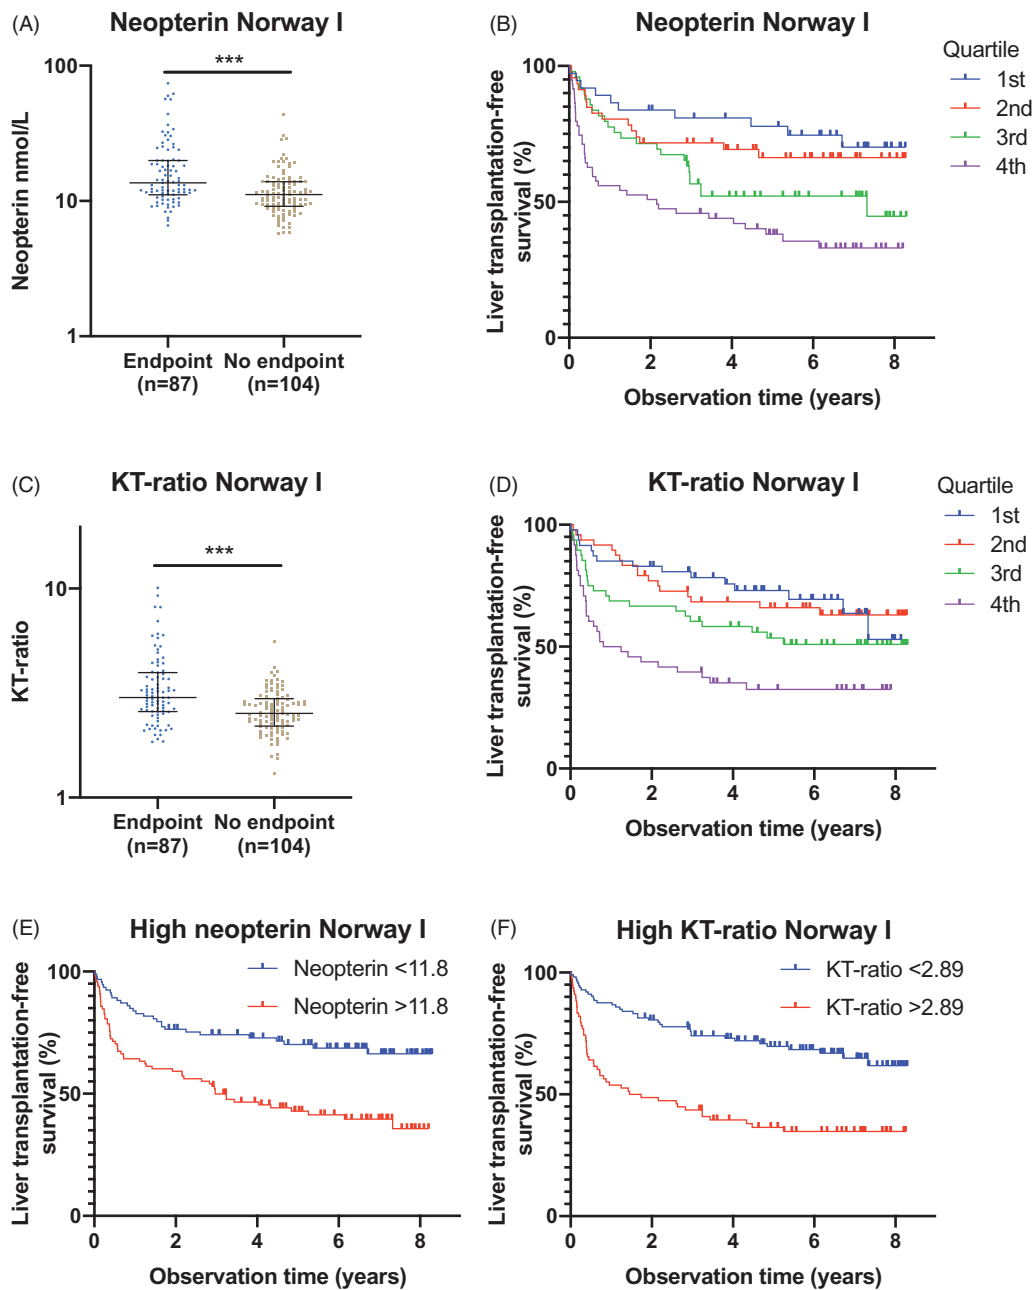 (A)
Neopterin Norway I
***
100
10
1
Neopterin nmol/L
Endpoint
(n=87)
No endpoint
(n=104)
(B)
Neopterin Norway I
Quartile
1st
2nd
3rd
4th
100
50
0
Liver transplantation-free
survival (%)
0 2 4 6 8
Observation time (years)
(C)
KT-ratio Norway I
***
10
1
KT-ratio
Endpoint
(n=87)
No endpoint
(n=104)
(D)
KT-ratio Norway I
Quartile
1st
2nd
3rd
4th
100
50
0
Liver transplantation-free
survival (%)
0 2 4 6 8
Observation time (years)
(E)
High neopterin Norway I
Neopterin <11.8
Neopterin >11.8
100
50
0
Liver transplantation-free
survival (%)
0 2 4 6 8
Observation time (years)
(F)
High KT-ratio Norway I
KT-ratio <2.89
KT-ratio >2.89
100
50
0
Liver transplantation-free
survival (%)
0 2 4 6 8
Observation time (years)